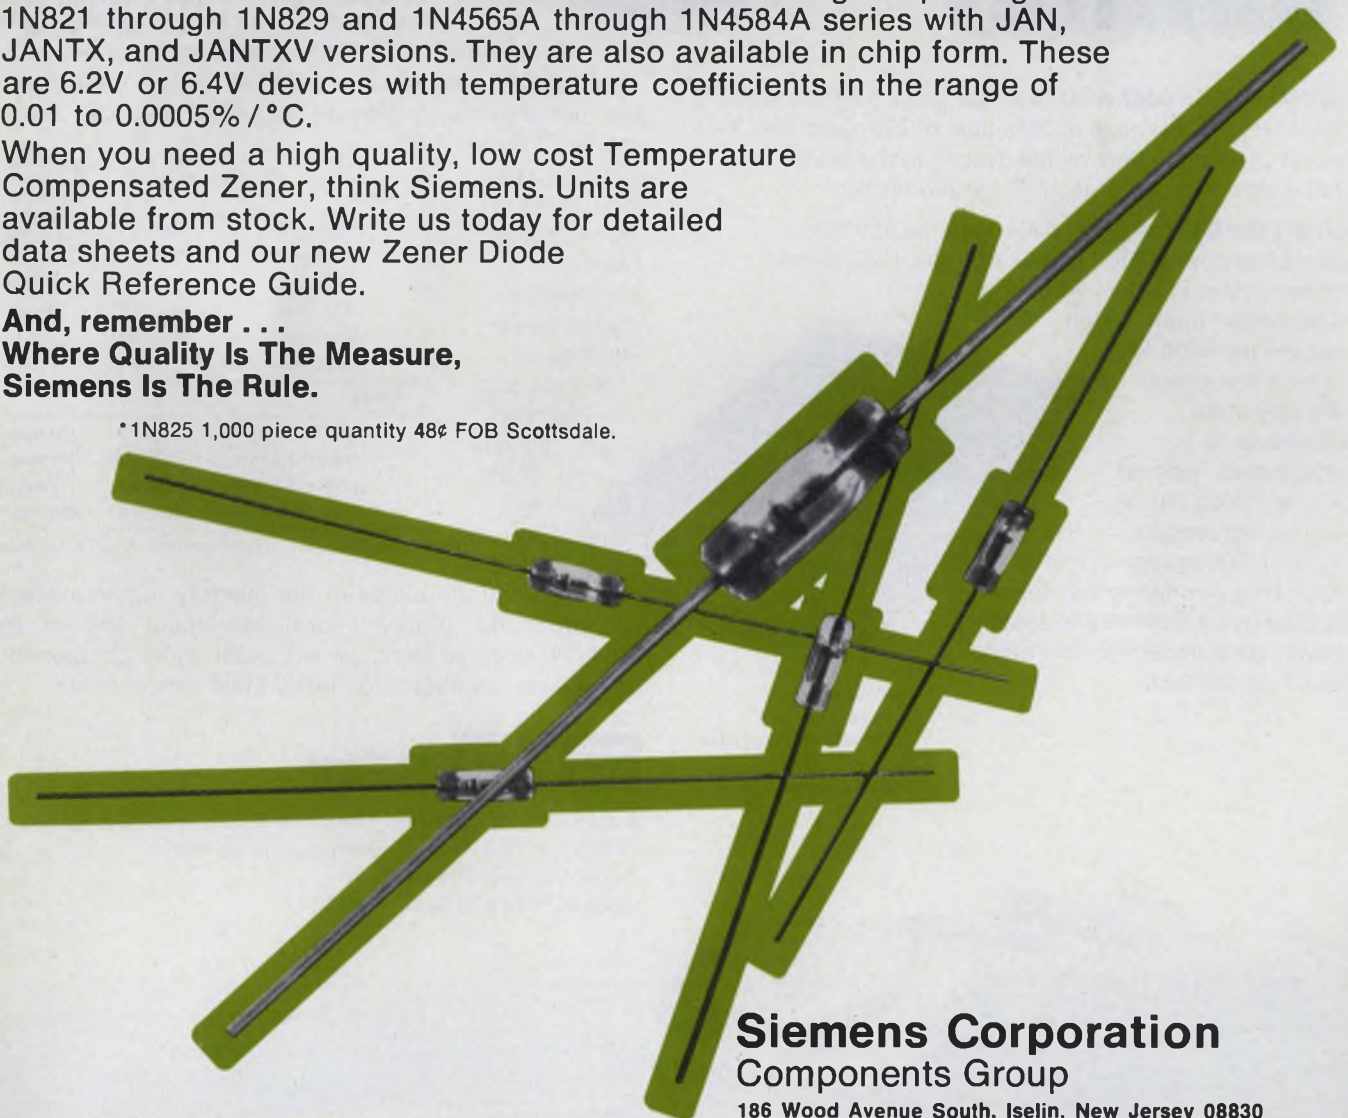 1N821 through 1N829 and 1N4565A through 1N4584A series with JAN,
JANTX, and JANTXV versions. They are also available in chip form. These
are 6.2V or 6.4V devices with temperature coefficients in the range of
0.01 to 0.0005%/°C.
When you need a high quality, low cost Temperature
Compensated Zener, think Siemens. Units are
available from stock. Write us today for detailed
data sheets and our new Zener Diode
Quick Reference Guide.
And, remember . . .
Where Quality Is The Measure,
Siemens Is The Rule.
*1N825 1,000 piece quantity 48¢ FOB Scottsdale.
Siemens Corporation
Components Group
186 Wood Avenue South, Iselin, New Jersey 08830